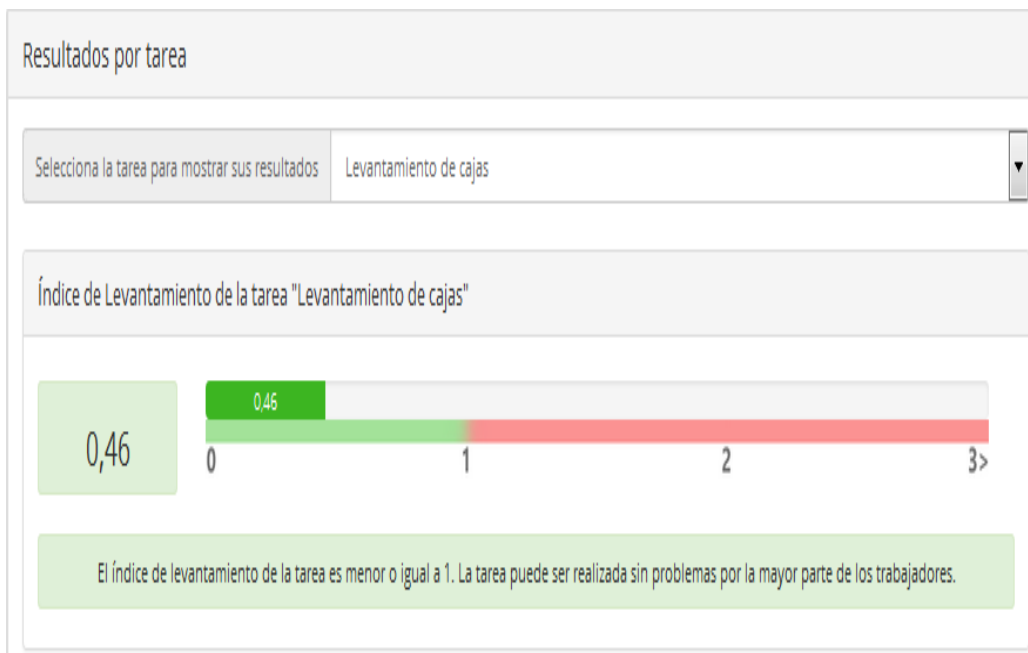 Resultados por tarea
Selecciona la tarea para mostrar sus resultados
Levantamiento de cajas
Índice de Levantamiento de la tarea "Levantamiento de cajas"
0,46
0,46
0 1 2 3>
El índice de levantamiento de la tarea es menor o igual a 1. La tarea puede ser realizada sin problemas por la mayor parte de los trabajadores.